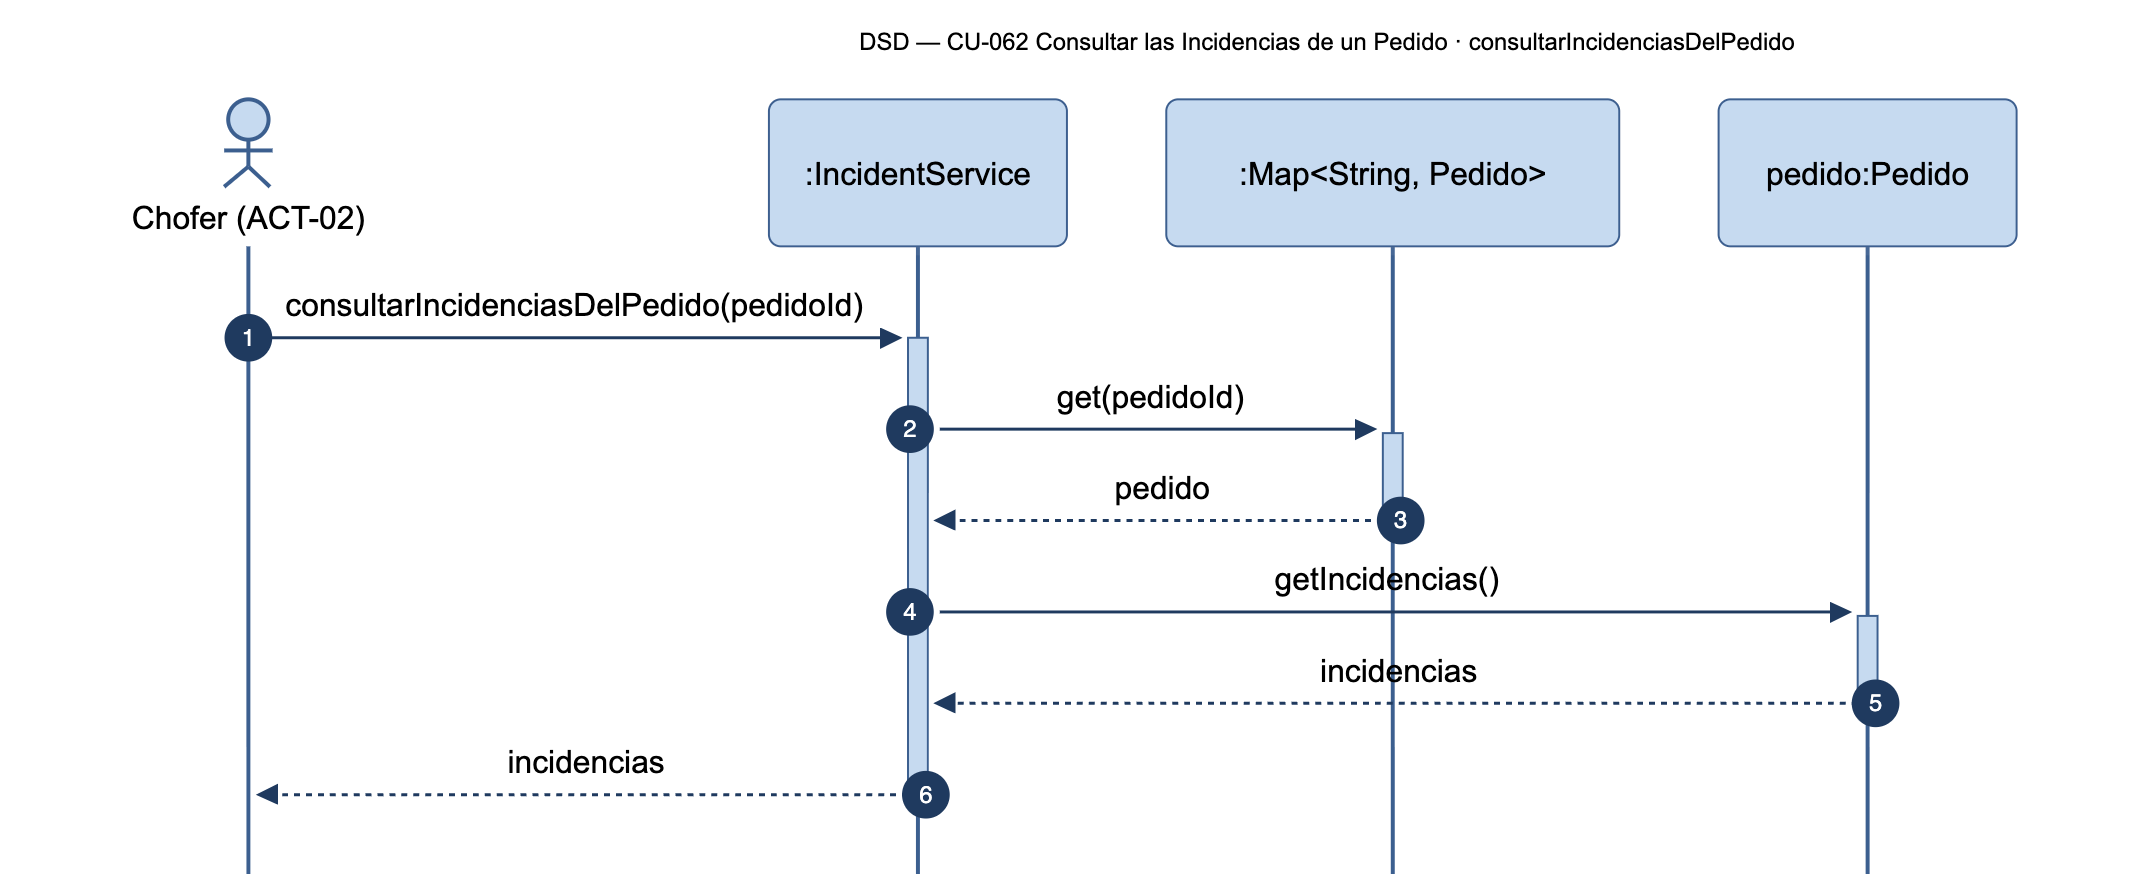 DSD — CU-062 Consultar las Incidencias de un Pedido · consultarIncidenciasDelPedido
Chofer (ACT-02)
:IncidentService
:Map<String, Pedido>
pedido:Pedido
consultarIncidenciasDelPedido(pedidoId)
1
get(pedidoId)
2
pedido
3
getIncidencias()
4
incidencias
5
incidencias
6